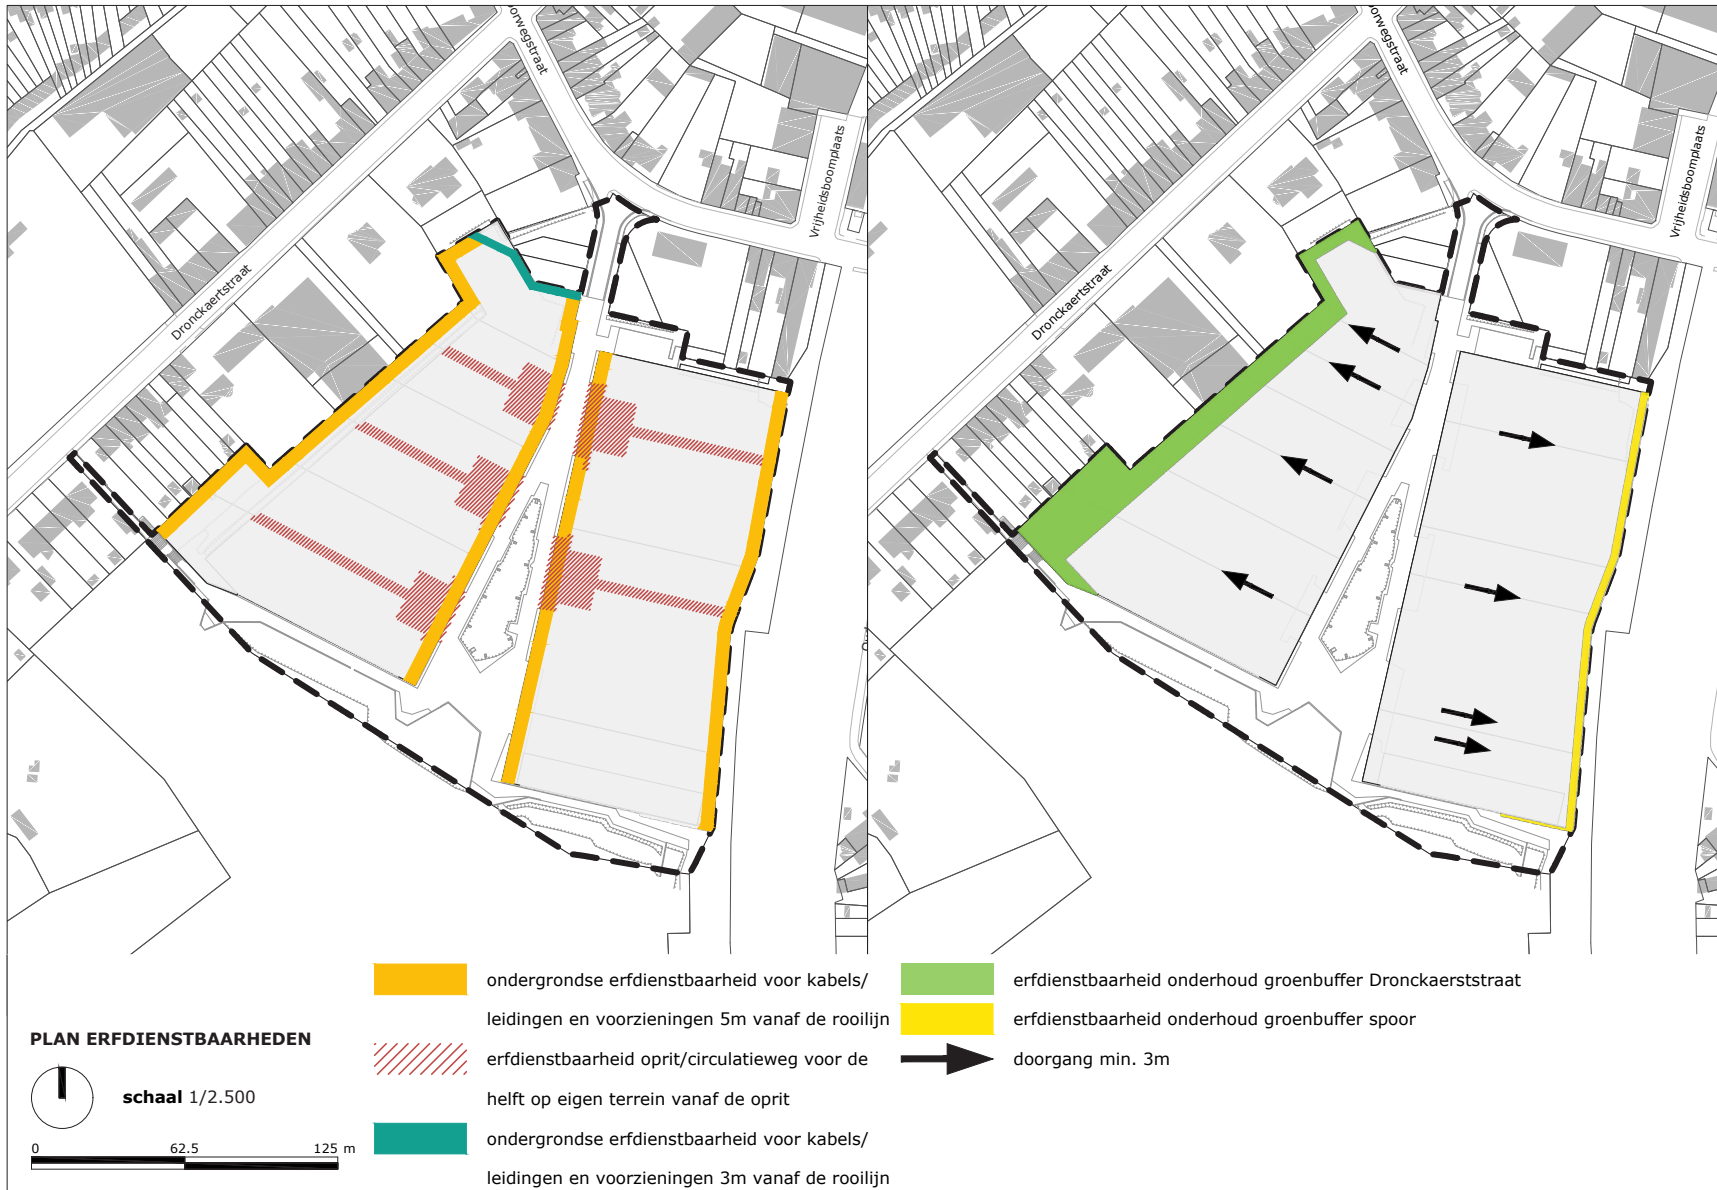 oorwegstraat
Dronckaertstraat
Vrijheidsboomplaats
oorwegstraat
Dronckaertstraat
Vrijheidsboomplaats
PLAN ERFDIENSTBAARHEDEN
schaal 1/2.500
0 62.5 125 m
ondergrondse erfdienstbaarheid voor kabels/
leidingen en voorzieningen 5m vanaf de rooilijn
erfdienstbaarheid oprit/circulatieweg voor de
helft op eigen terrein vanaf de oprit
ondergrondse erfdienstbaarheid voor kabels/
leidingen en voorzieningen 3m vanaf de rooilijn
erfdienstbaarheid onderhoud groenbuffer Dronckaerststraat
erfdienstbaarheid onderhoud groenbuffer spoor
doorgang min. 3m